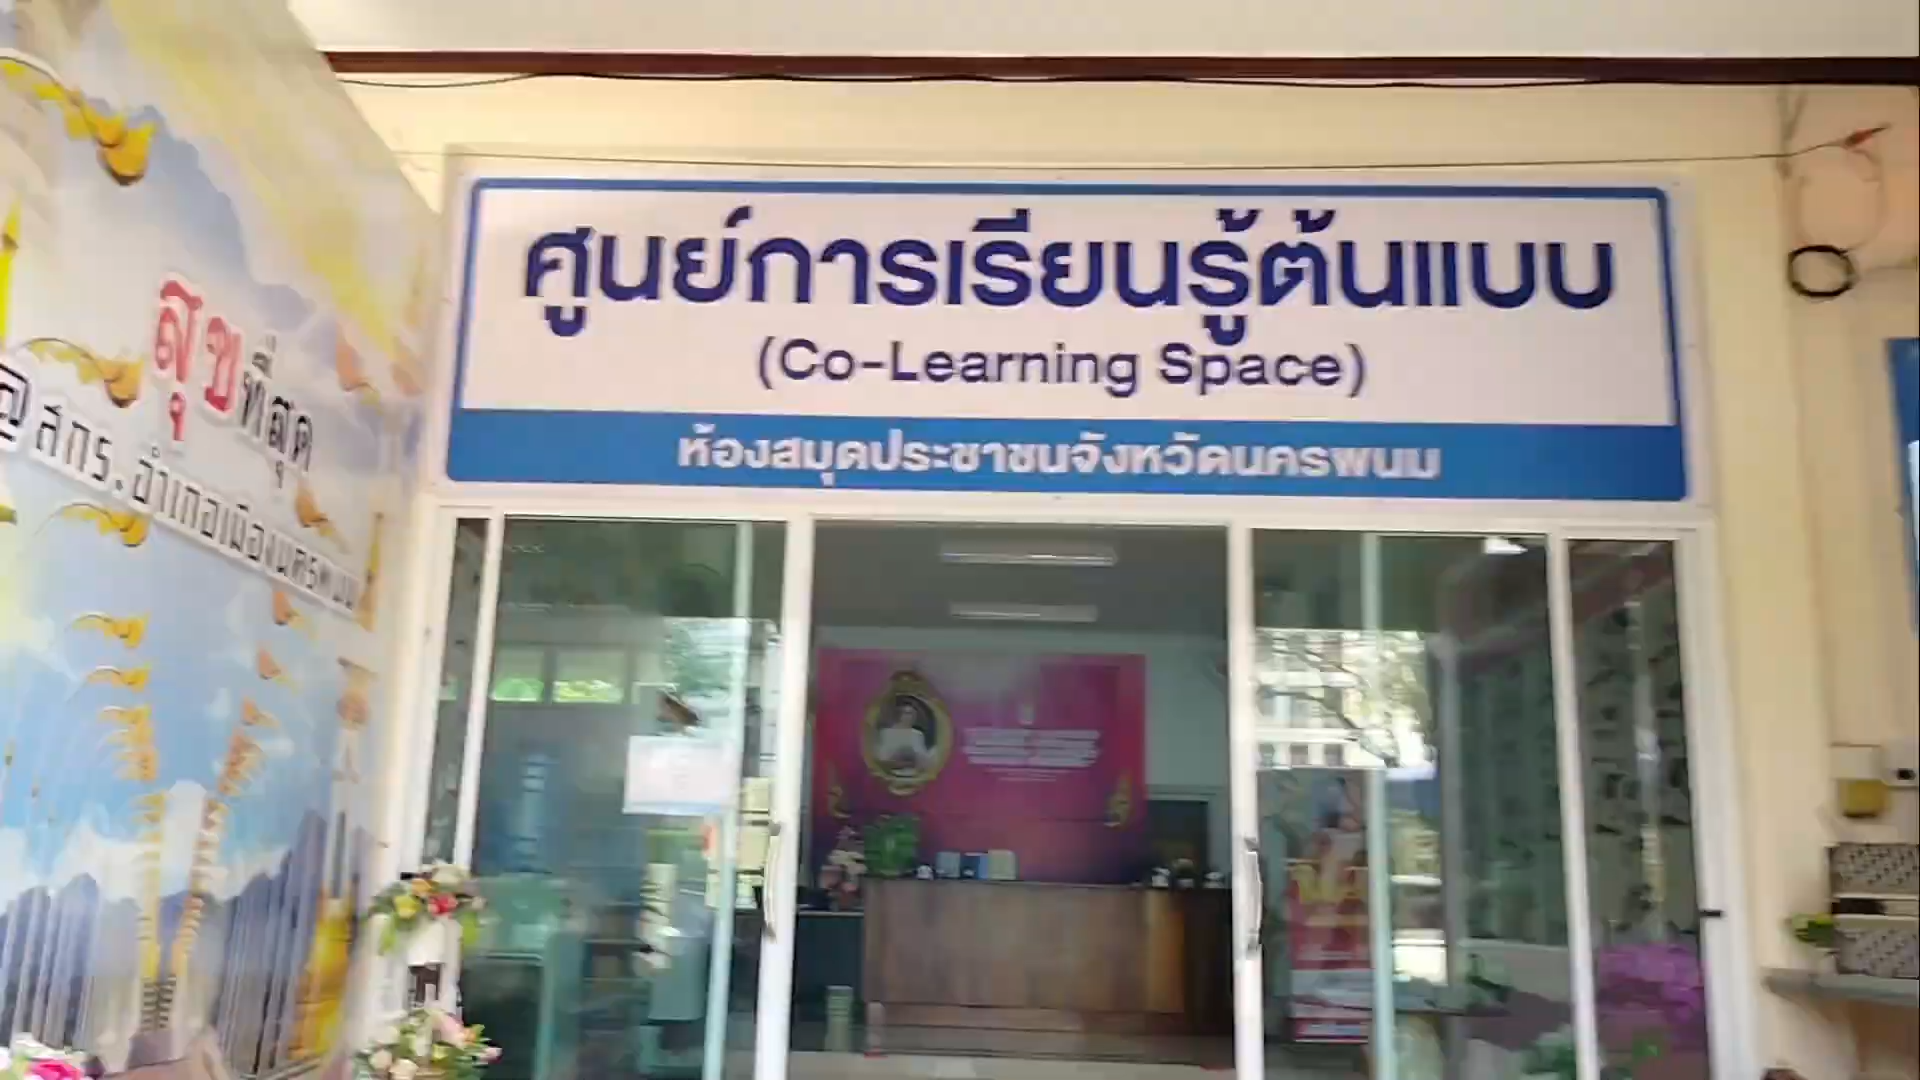 ศูนย์การเรียนรู้ต้นแบบ
(Co-Learning Space)
ห้องสมุดประชาชนจังหวัดนครพนม
สุขที่สุด
@สกร.อำเภอเมืองนครพนม